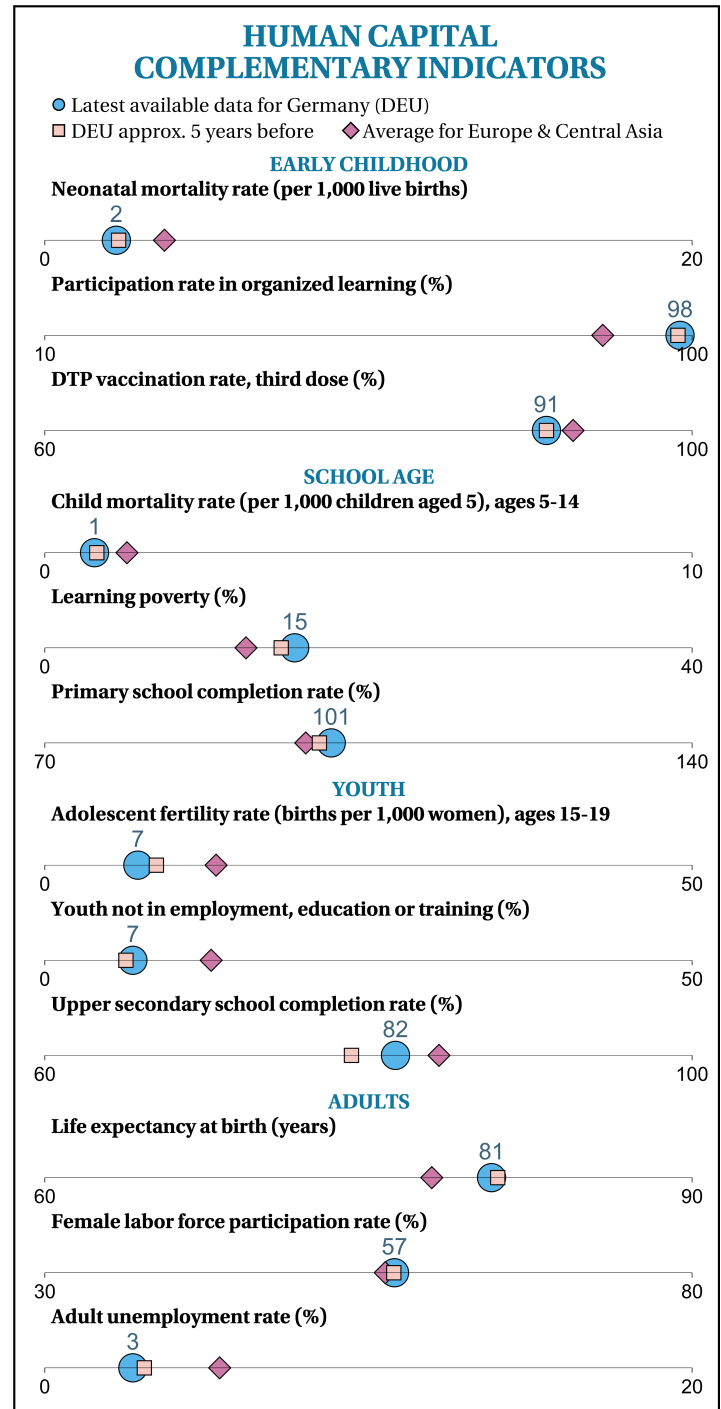 HUMAN CAPITAL
COMPLEMENTARY INDICATORS
Latest available data for Germany (DEU)
DEU approx. 5 years before Average for Europe & Central Asia
EARLY CHILDHOOD
Neonatal mortality rate (per 1,000 live births)
2
0 20
Participation rate in organized learning (%)
98
10 100
DTP vaccination rate, third dose (%)
91
60 100
SCHOOL AGE
Child mortality rate (per 1,000 children aged 5), ages 5-14
1
0 10
Learning poverty (%)
15
0 40
Primary school completion rate (%)
101
70 140
YOUTH
Adolescent fertility rate (births per 1,000 women), ages 15-19
7
0 50
Youth not in employment, education or training (%)
7
0 50
Upper secondary school completion rate (%)
82
60 100
ADULTS
Life expectancy at birth (years)
81
60 90
Female labor force participation rate (%)
57
30 80
Adult unemployment rate (%)
3
0 20